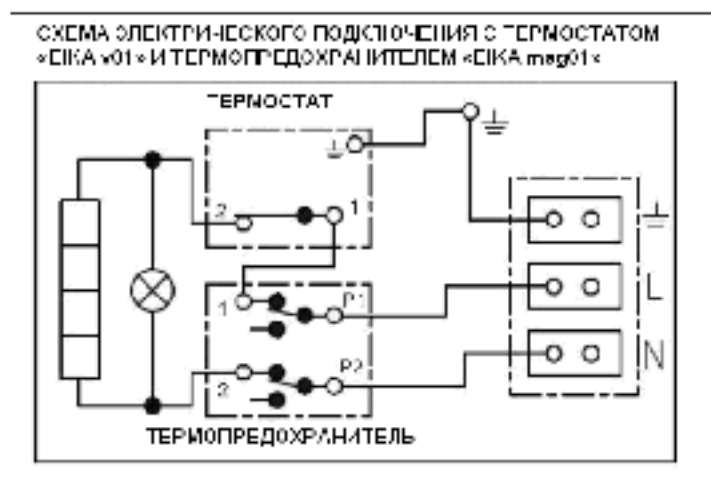 СХЕМА ЭЛЕКТРИЧЕСКОГО ПОДКЛЮЧЕНИЯ С ТЕРМОСТАТОМ
«EIKA v01» И ТЕРМОПРЕДОХРАНИТЕЛЕМ «EIKA mag01«
ТЕРМОСТАТ
2
1
1
P1
L
2
P2
N
ТЕРМОПРЕДОХРАНИТЕЛЬ